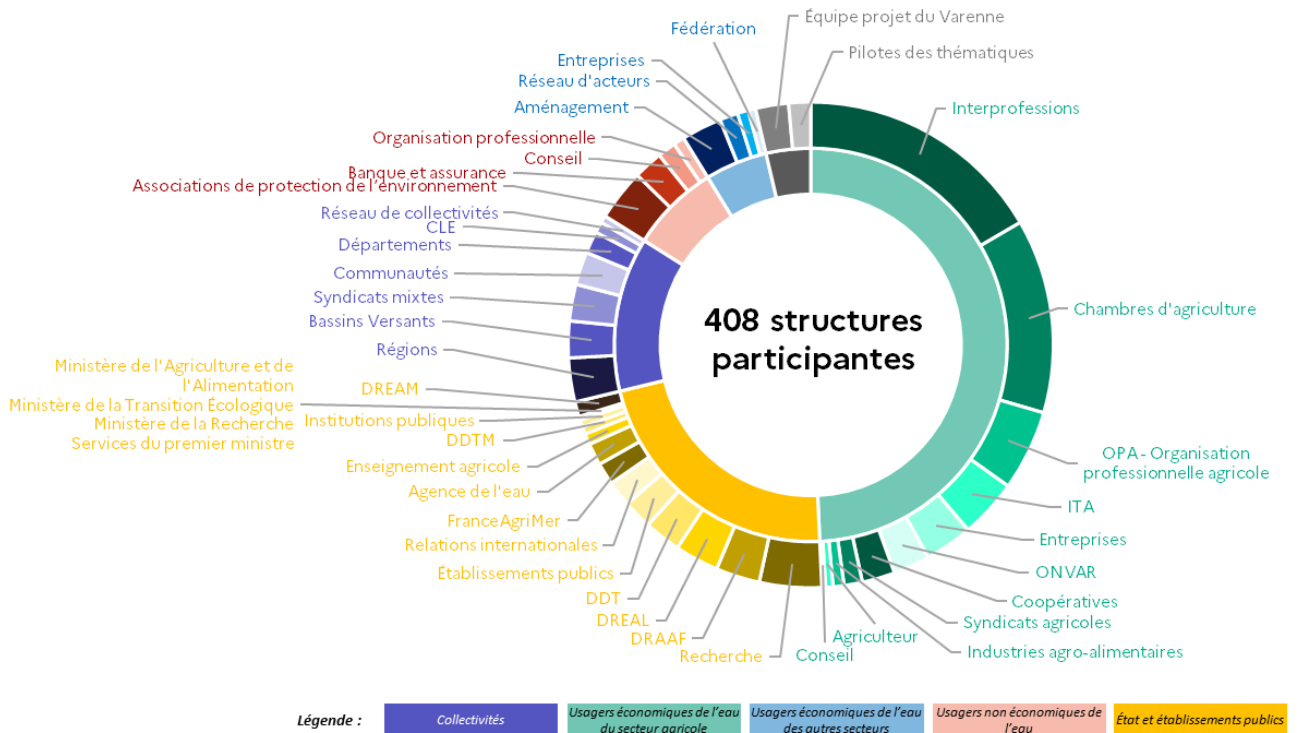 Équipe projet du Varenne
Fédération
Pilotes des thématiques
Entreprises
Réseau d'acteurs
Aménagement
Interprofessions
Organisation professionnelle
Conseil
Banque et assurance
Associations de protection de l'environnement
Réseau de collectivités
CLE
Départements
Communautés
Syndicats mixtes
Bassins Versants
Régions
408 structures
participantes
Chambres d'agriculture
Ministère de l'Agriculture et de
l'Alimentation
Ministère de la Transition Écologique
Ministère de la Recherche
Services du premier ministre
DREAM
Institutions publiques
DDTM
Enseignement agricole
Agence de l'eau
FranceAgriMer
Relations internationales
Établissements publics
DDT
DREAL
DRAAF
Recherche
OPA - Organisation
professionnelle agricole
ITA
Entreprises
ONVAR
Coopératives
Syndicats agricoles
Industries agro-alimentaires
Agriculteur
Conseil
Légende :
Collectivités
Usagers économiques de l'eau
du secteur agricole
Usagers économiques de l'eau
des autres secteurs
Usagers non économiques de
l'eau
État et établissements publics